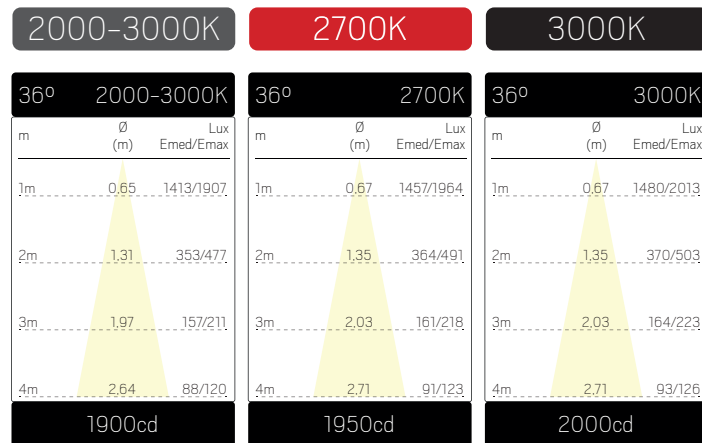 2000-3000K
36º 2000-3000K
m Ø (m) Lux Emed/Emax
1m 0,65 1413/1907
2m 1,31 353/477
3m 1,97 157/211
4m 2,64 88/120
1900cd
2700K
36º 2700K
m Ø (m) Lux Emed/Emax
1m 0,67 1457/1964
2m 1,35 364/491
3m 2,03 161/218
4m 2,71 91/123
1950cd
3000K
36º 3000K
m Ø (m) Lux Emed/Emax
1m 0,67 1480/2013
2m 1,35 370/503
3m 2,03 164/223
4m 2,71 93/126
2000cd